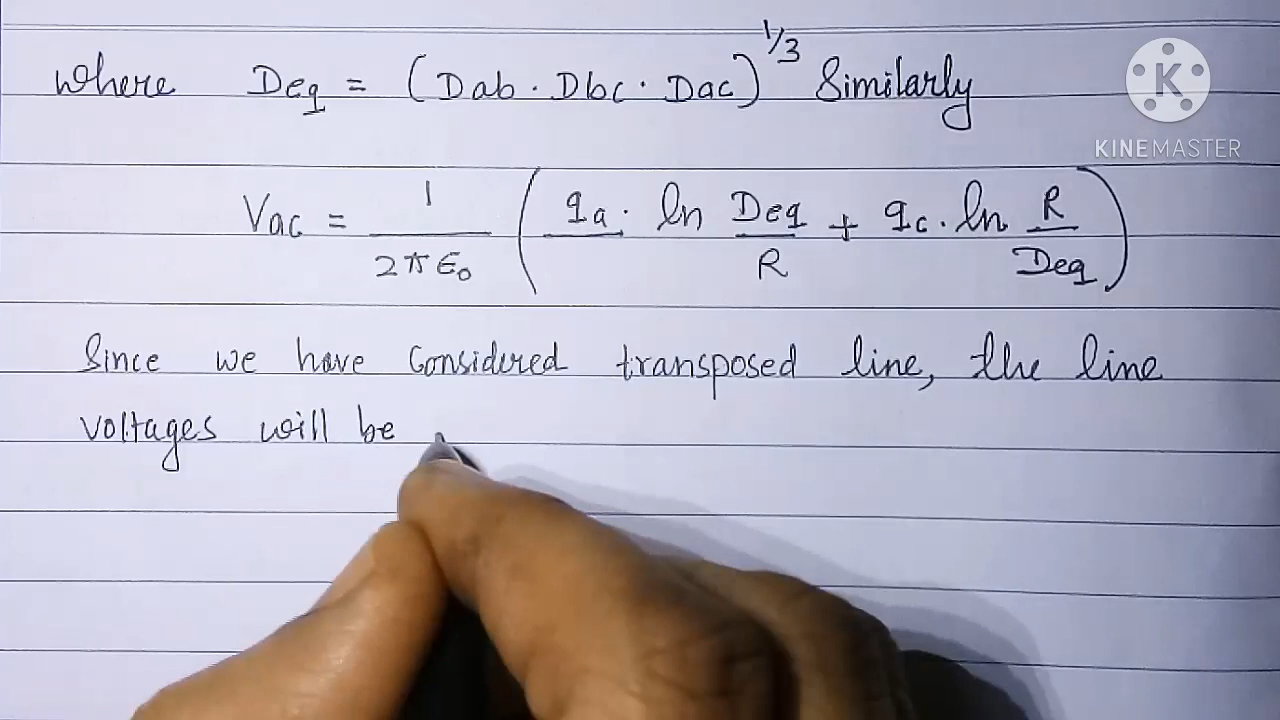 where Deq = (Dab . Dbc . Dac)^1/3 Similarly
KINEMASTER
Vac = 1/2πε₀ (qa . ln Deq/R + qc . ln R/Deq)
Since we have Considered transposed line, the line
voltages will be